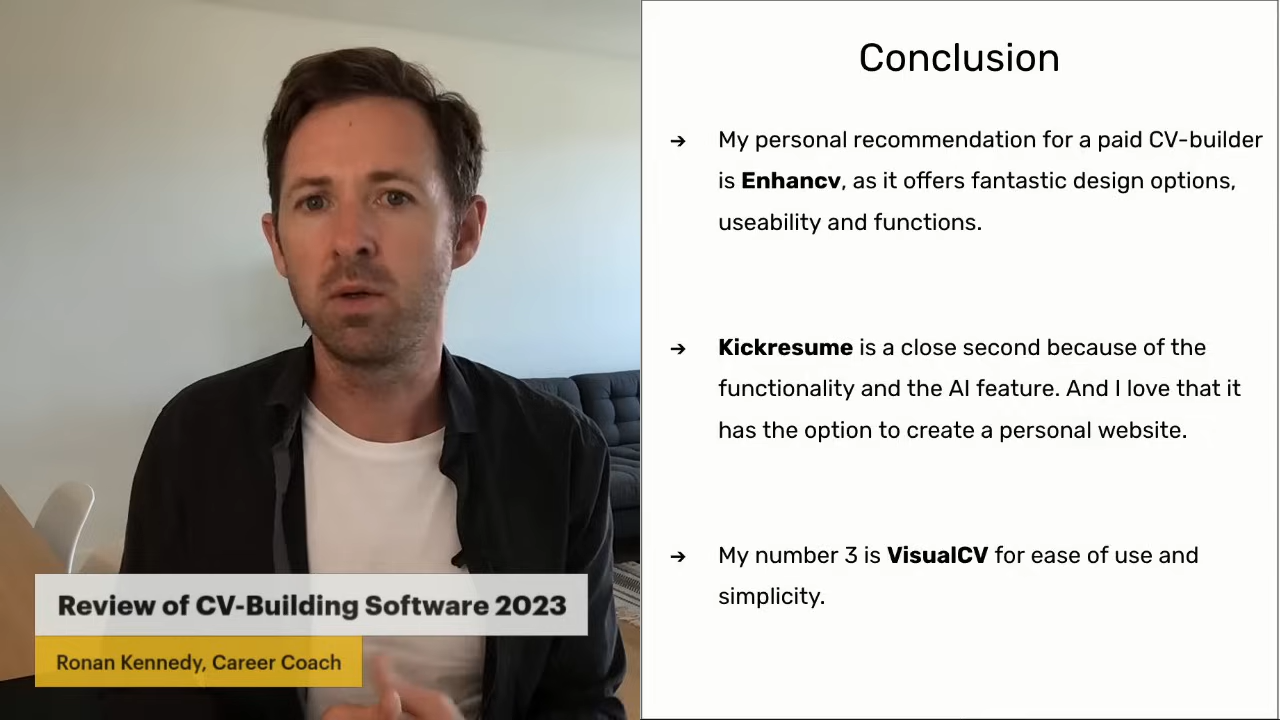 Conclusion
➔ My personal recommendation for a paid CV-builder
is Enhancv, as it offers fantastic design options,
useability and functions.
➔ Kickresume is a close second because of the
functionality and the AI feature. And I love that it
has the option to create a personal website.
➔ My number 3 is VisualCV for ease of use and
simplicity.
Review of CV-Building Software 2023
Ronan Kennedy, Career Coach